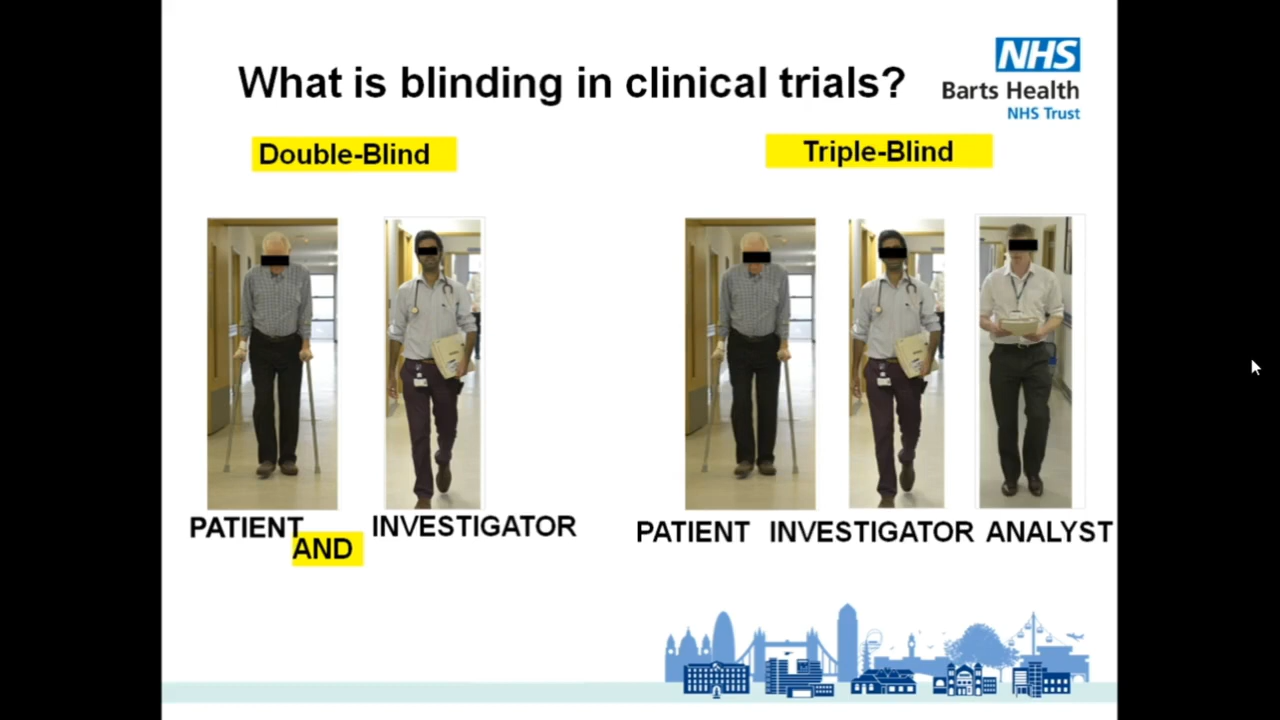 What is blinding in clinical trials?
NHS
Barts Health
NHS Trust
Double-Blind
Triple-Blind
PATIENT
AND
INVESTIGATOR
PATIENT
INVESTIGATOR
ANALYST